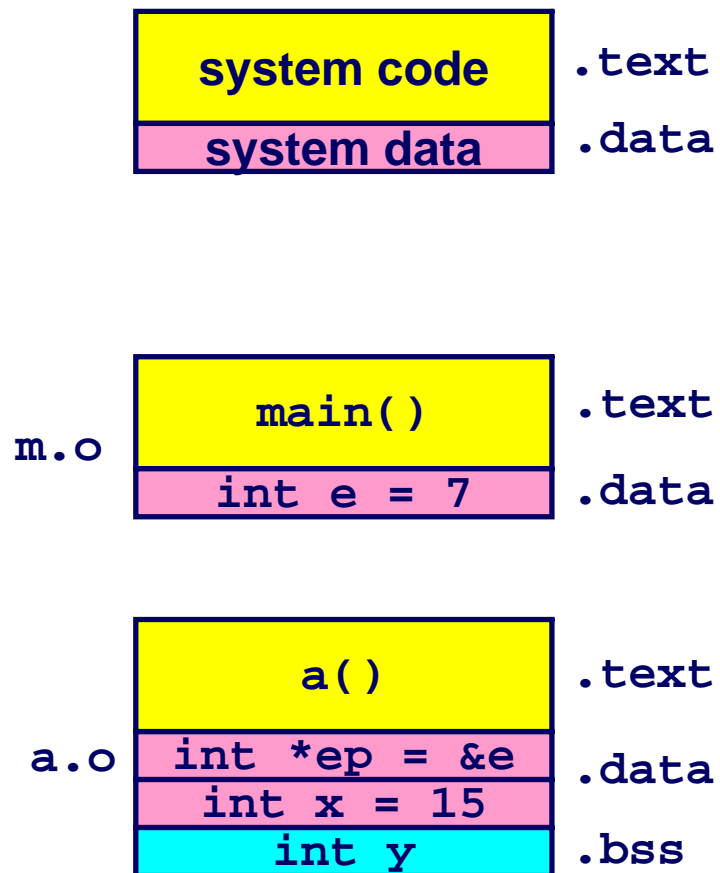 system code .text
system data .data
main() .text
m.o
int e = 7 .data
a() .text
a.o int *ep = &e .data
int x = 15
int y .bss